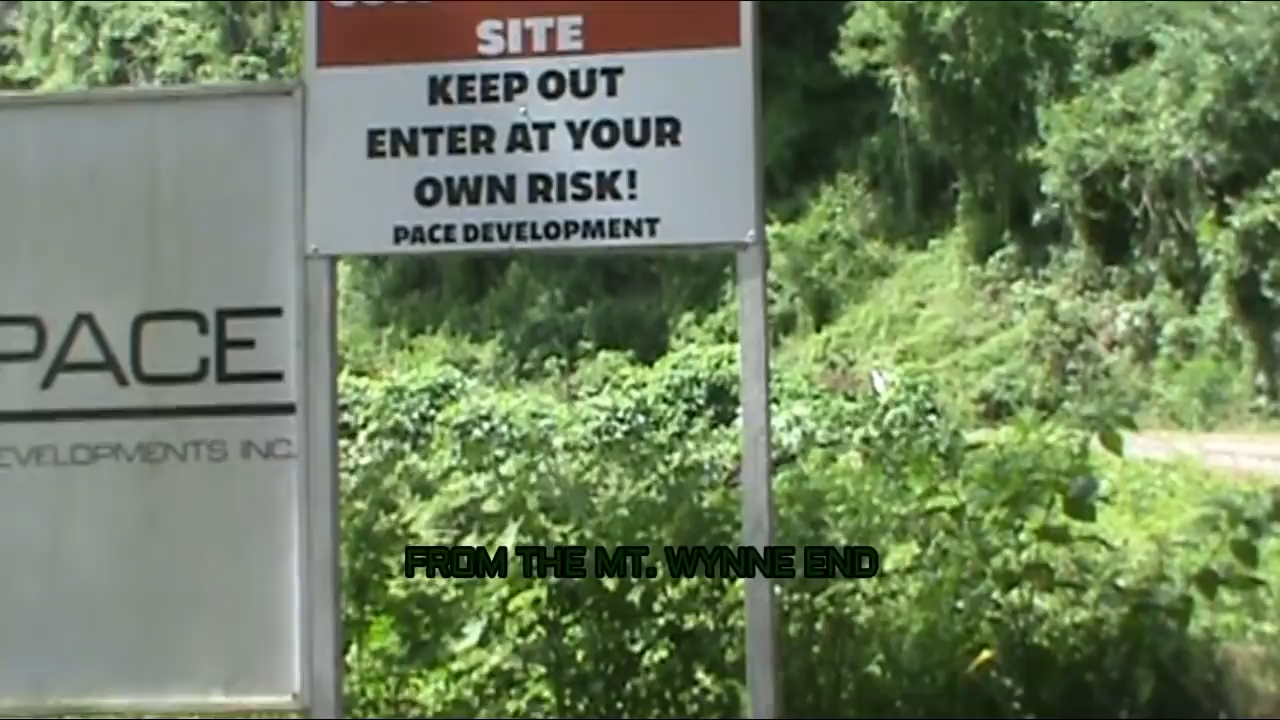 SITE
KEEP OUT
ENTER AT YOUR
OWN RISK!
PACE DEVELOPMENT
PACE
EVELOPMENTS INC.
FROM THE MT. WYNNE END